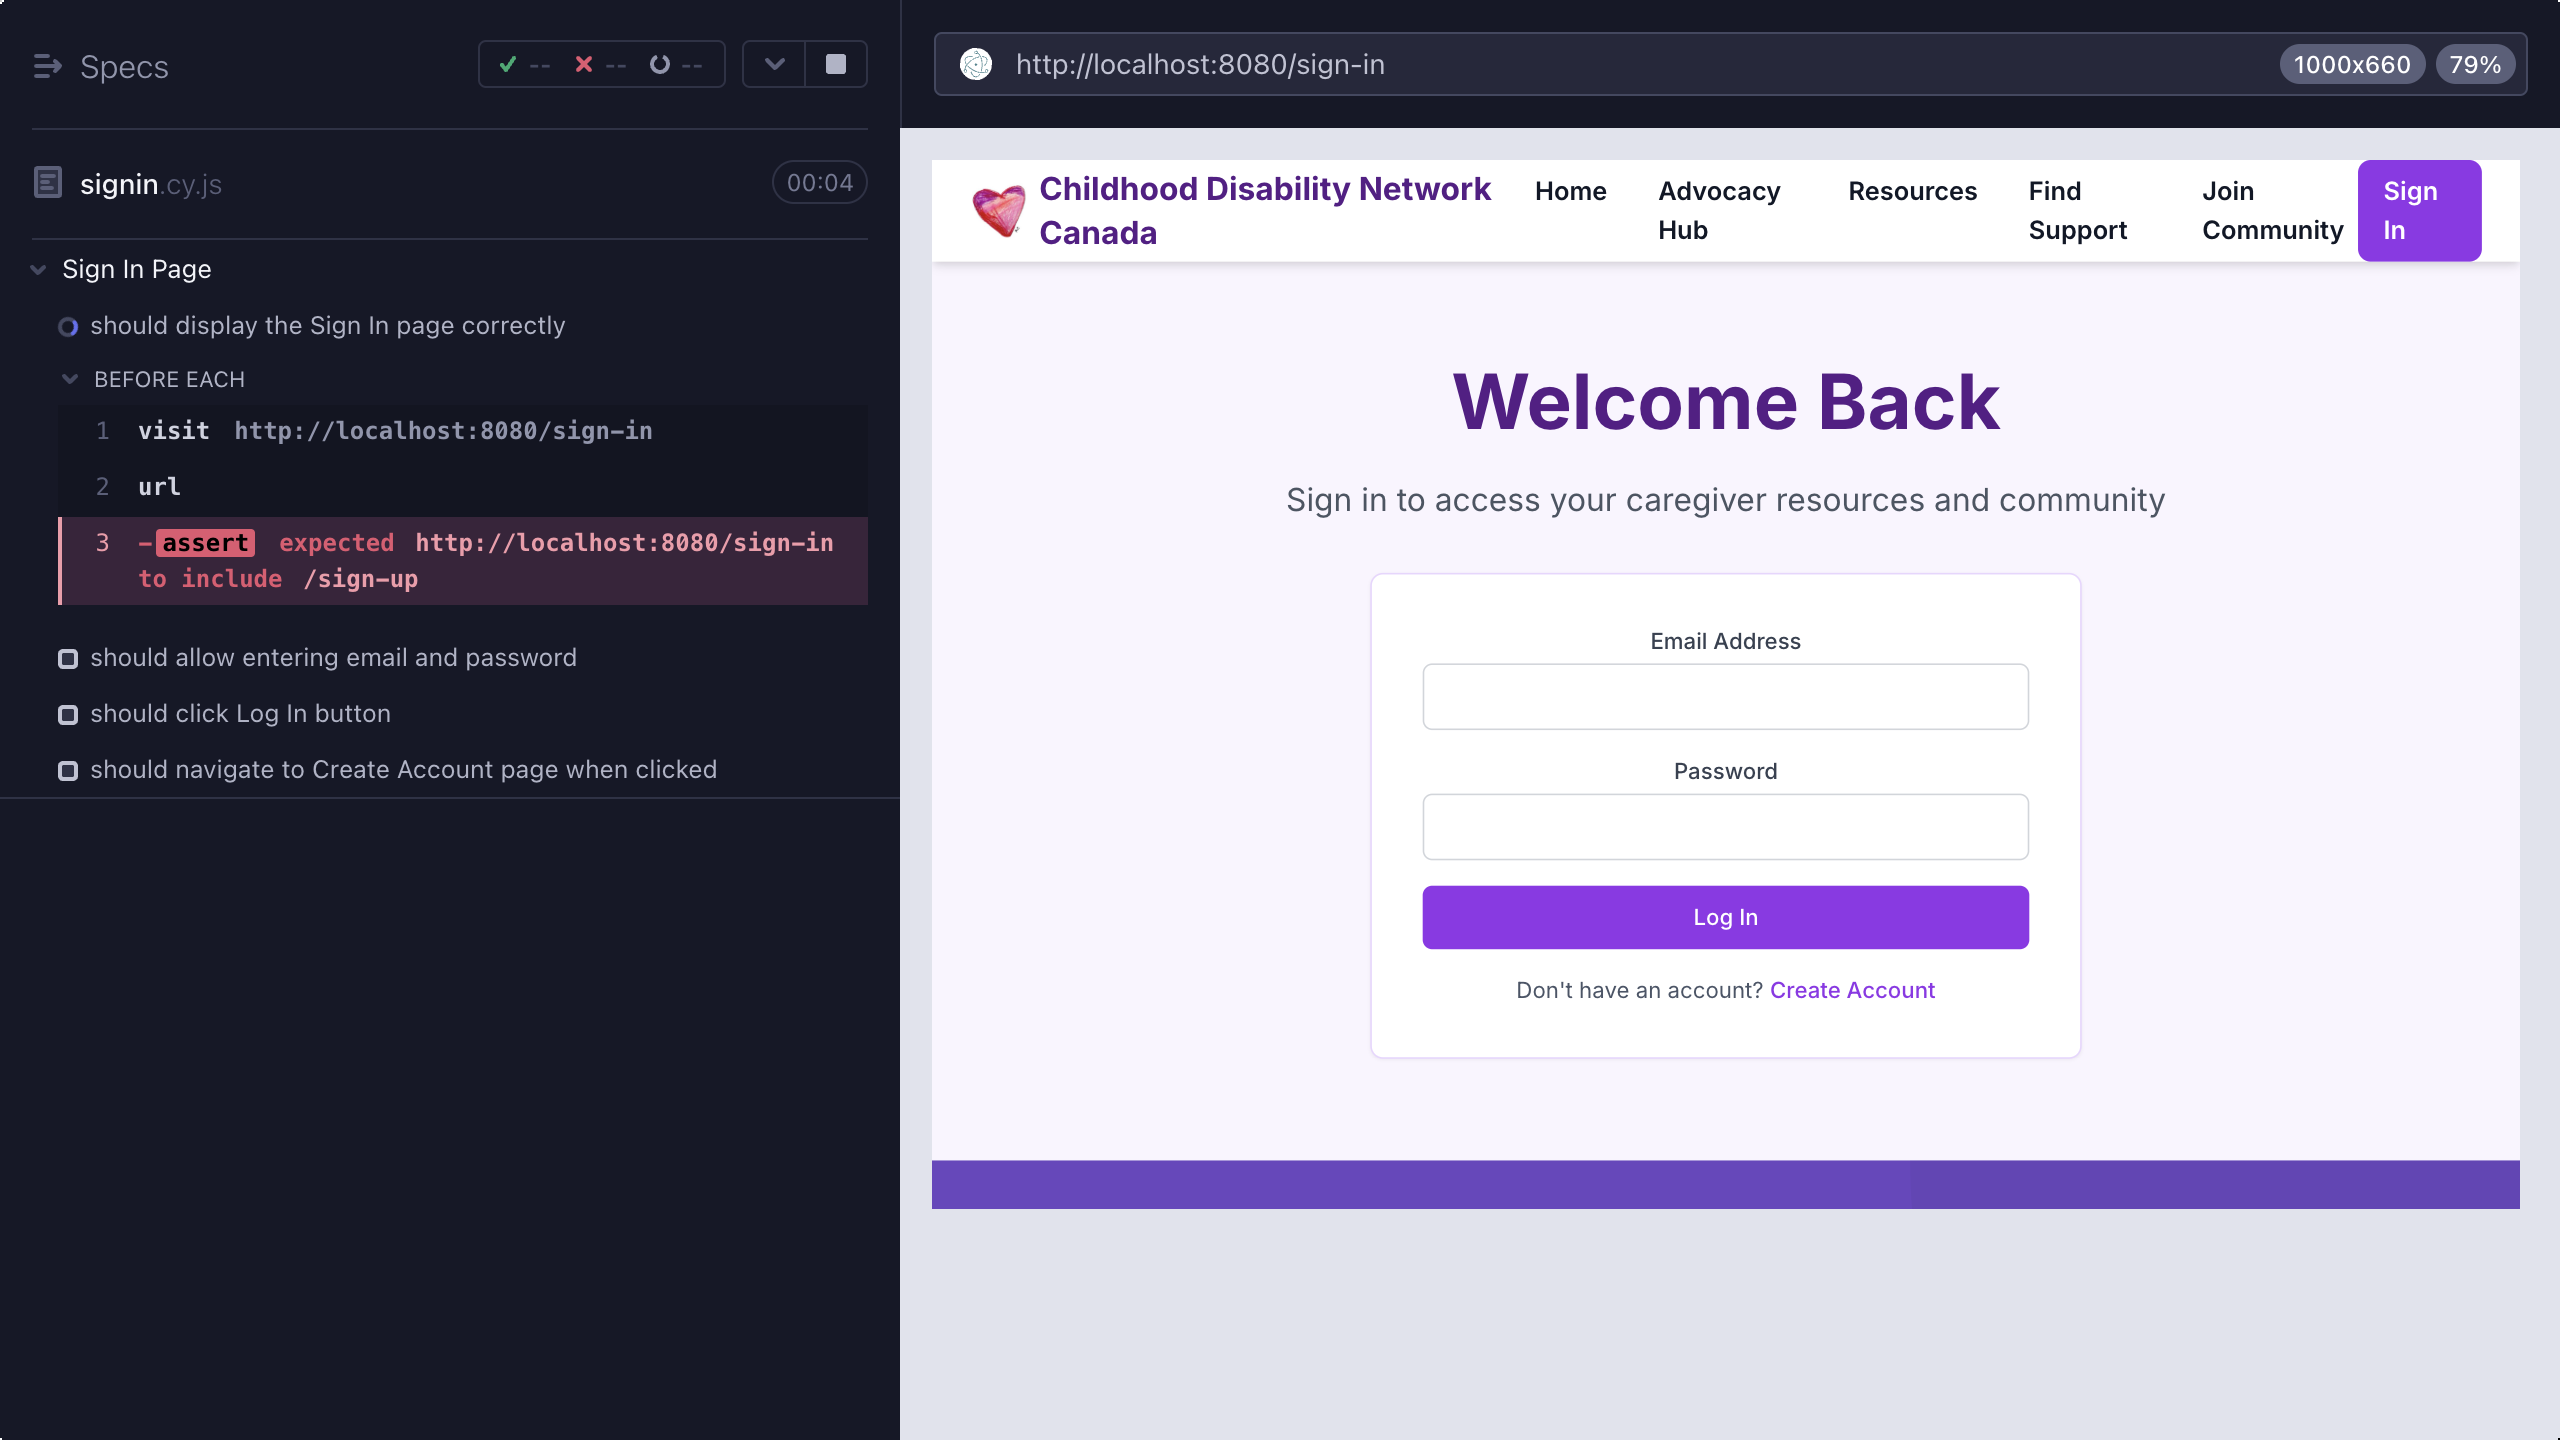 Specs
-- -- --
signin.cy.js
00:04
Sign In Page
should display the Sign In page correctly
BEFORE EACH
1 visit http://localhost:8080/sign-in
2 url
3 -assert expected http://localhost:8080/sign-in
to include /sign-up
should allow entering email and password
should click Log In button
should navigate to Create Account page when clicked
http://localhost:8080/sign-in
1000x660 79%
Childhood Disability Network
Canada
Home
Advocacy
Hub
Resources
Find
Support
Join
Community
Sign
In
Welcome Back
Sign in to access your caregiver resources and community
Email Address
Password
Log In
Don't have an account? Create Account